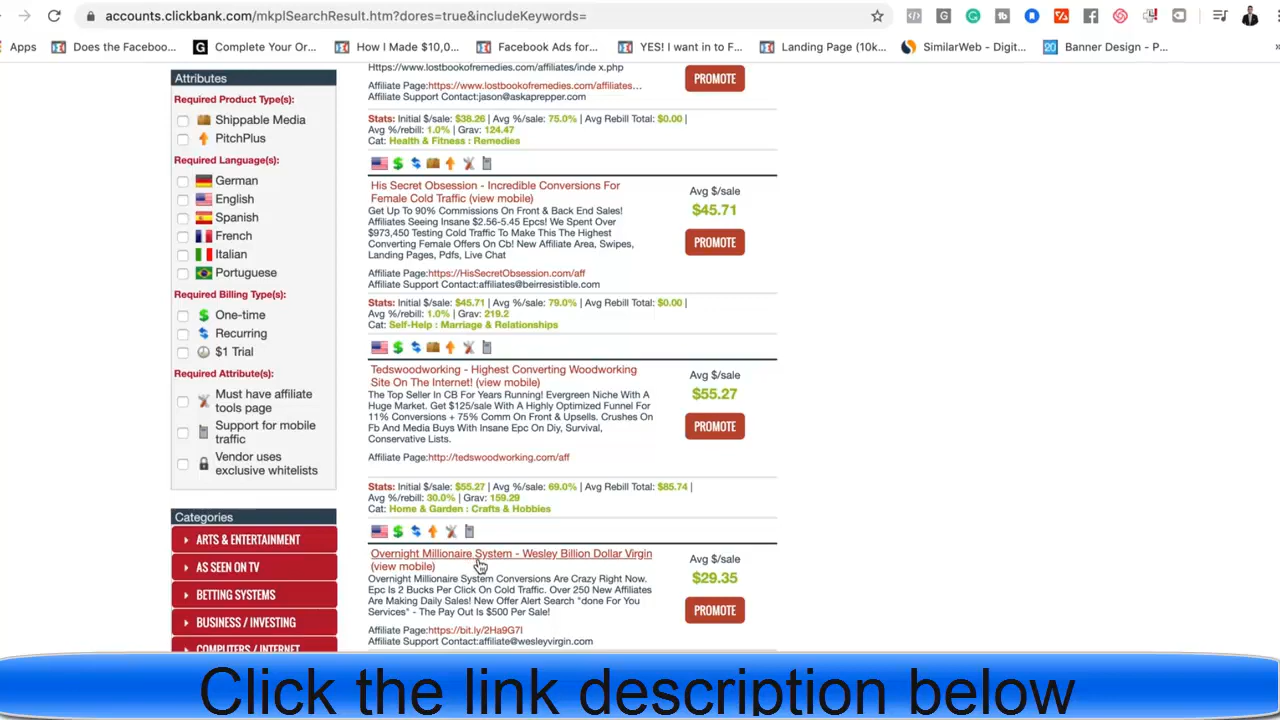 accounts.clickbank.com/mkplSearchResult.htm?dores=true&includeKeywords=
Apps
Does the Faceboo...
Complete Your Or...
How I Made $10,0...
Facebook Ads for...
YES! I want in to F...
Landing Page (10k...
SimilarWeb - Digit...
Banner Design - P...
Attributes
Required Product Type(s):
Shippable Media
PitchPlus
Required Language(s):
German
English
Spanish
French
Italian
Portuguese
Required Billing Type(s):
One-time
Recurring
$1 Trial
Required Attribute(s):
Must have affiliate
tools page
Support for mobile
traffic
Vendor uses
exclusive whitelists
Categories
ARTS & ENTERTAINMENT
AS SEEN ON TV
BETTING SYSTEMS
BUSINESS / INVESTING
COMPUTERS / INTERNET
Https://www.lostbookofremedies.com/affiliates/inde x.php
Affiliate Page:https://www.lostbookofremedies.com/affiliates...
Affiliate Support Contact:jason@askaprepper.com
PROMOTE
Stats: Initial $/sale: $38.26 | Avg %/sale: 75.0% | Avg Rebill Total: $0.00 |
Avg %/rebill: 1.0% | Grav: 124.47
Cat: Health & Fitness : Remedies
His Secret Obsession - Incredible Conversions For
Female Cold Traffic (view mobile)
Get Up To 90% Commissions On Front & Back End Sales!
Affiliates Seeing Insane $2.56-5.45 Epcs! We Spent Over
$973,450 Testing Cold Traffic To Make This The Highest
Converting Female Offers On Cb! New Affiliate Area, Swipes,
Landing Pages, Pdfs, Live Chat
Affiliate Page:https://HisSecretObsession.com/aff
Affiliate Support Contact:affiliates@beirresistible.com
Avg $/sale
$45.71
PROMOTE
Stats: Initial $/sale: $45.71 | Avg %/sale: 79.0% | Avg Rebill Total: $0.00 |
Avg %/rebill: 1.0% | Grav: 219.2
Cat: Self-Help : Marriage & Relationships
Tedswoodworking - Highest Converting Woodworking
Site On The Internet! (view mobile)
The Top Seller In CB For Years Running! Evergreen Niche With A
Huge Market. Get $125/sale With A Highly Optimized Funnel For
11% Conversions + 75% Comm On Front & Upsells. Crushes On
Fb And Media Buys With Insane Epc On Diy, Survival,
Conservative Lists.
Affiliate Page:http://tedswoodworking.com/aff
Avg $/sale
$55.27
PROMOTE
Stats: Initial $/sale: $55.27 | Avg %/sale: 69.0% | Avg Rebill Total: $85.74 |
Avg %/rebill: 30.0% | Grav: 159.29
Cat: Home & Garden : Crafts & Hobbies
Overnight Millionaire System - Wesley Billion Dollar Virgin
(view mobile)
Overnight Millionaire System Conversions Are Crazy Right Now.
Epc Is 2 Bucks Per Click On Cold Traffic. Over 250 New Affiliates
Are Making Daily Sales! New Offer Alert Search "done For You
Services" - The Pay Out Is $500 Per Sale!
Affiliate Page:https://bit.ly/2Ha9G7I
Affiliate Support Contact:affiliate@wesleyvirgin.com
Avg $/sale
$29.35
PROMOTE
Click the link description below